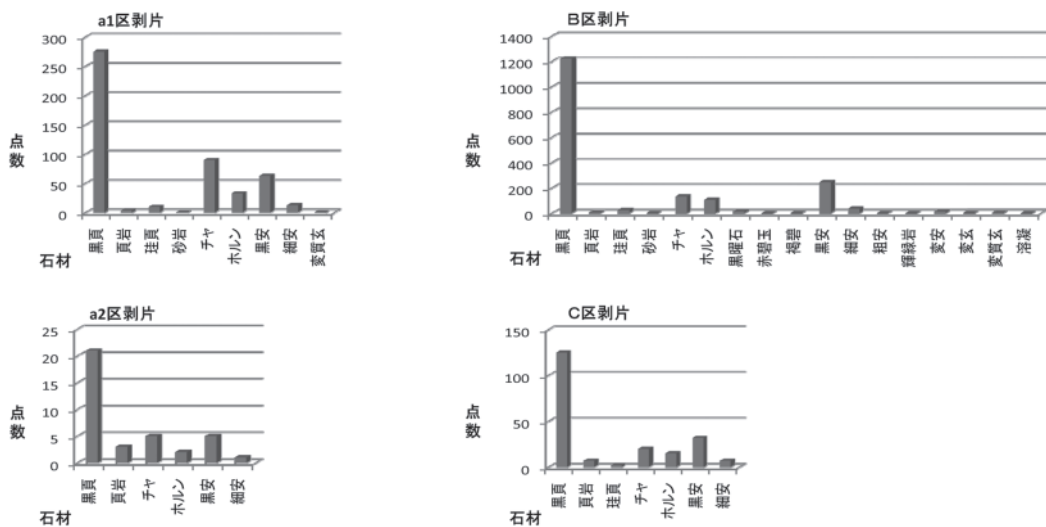 a1区剥片
300
250
200
150
100
50
0
点数
石材
黒頁
頁岩
珪頁
砂岩
チャ
ホルン
黒安
細安
変質玄
B区剥片
1400
1200
1000
800
600
400
200
0
点数
石材
黒頁
頁岩
珪頁
砂岩
チャ
ホルン
黒曜石
赤碧玉
褐碧
黒安
細安
粗安
輝緑岩
変安
変玄
変質玄
溶凝
a2区剥片
25
20
15
10
5
0
点数
石材
黒頁
頁岩
チャ
ホルン
黒安
細安
C区剥片
150
100
50
0
点数
石材
黒頁
頁岩
珪頁
チャ
ホルン
黒安
細安